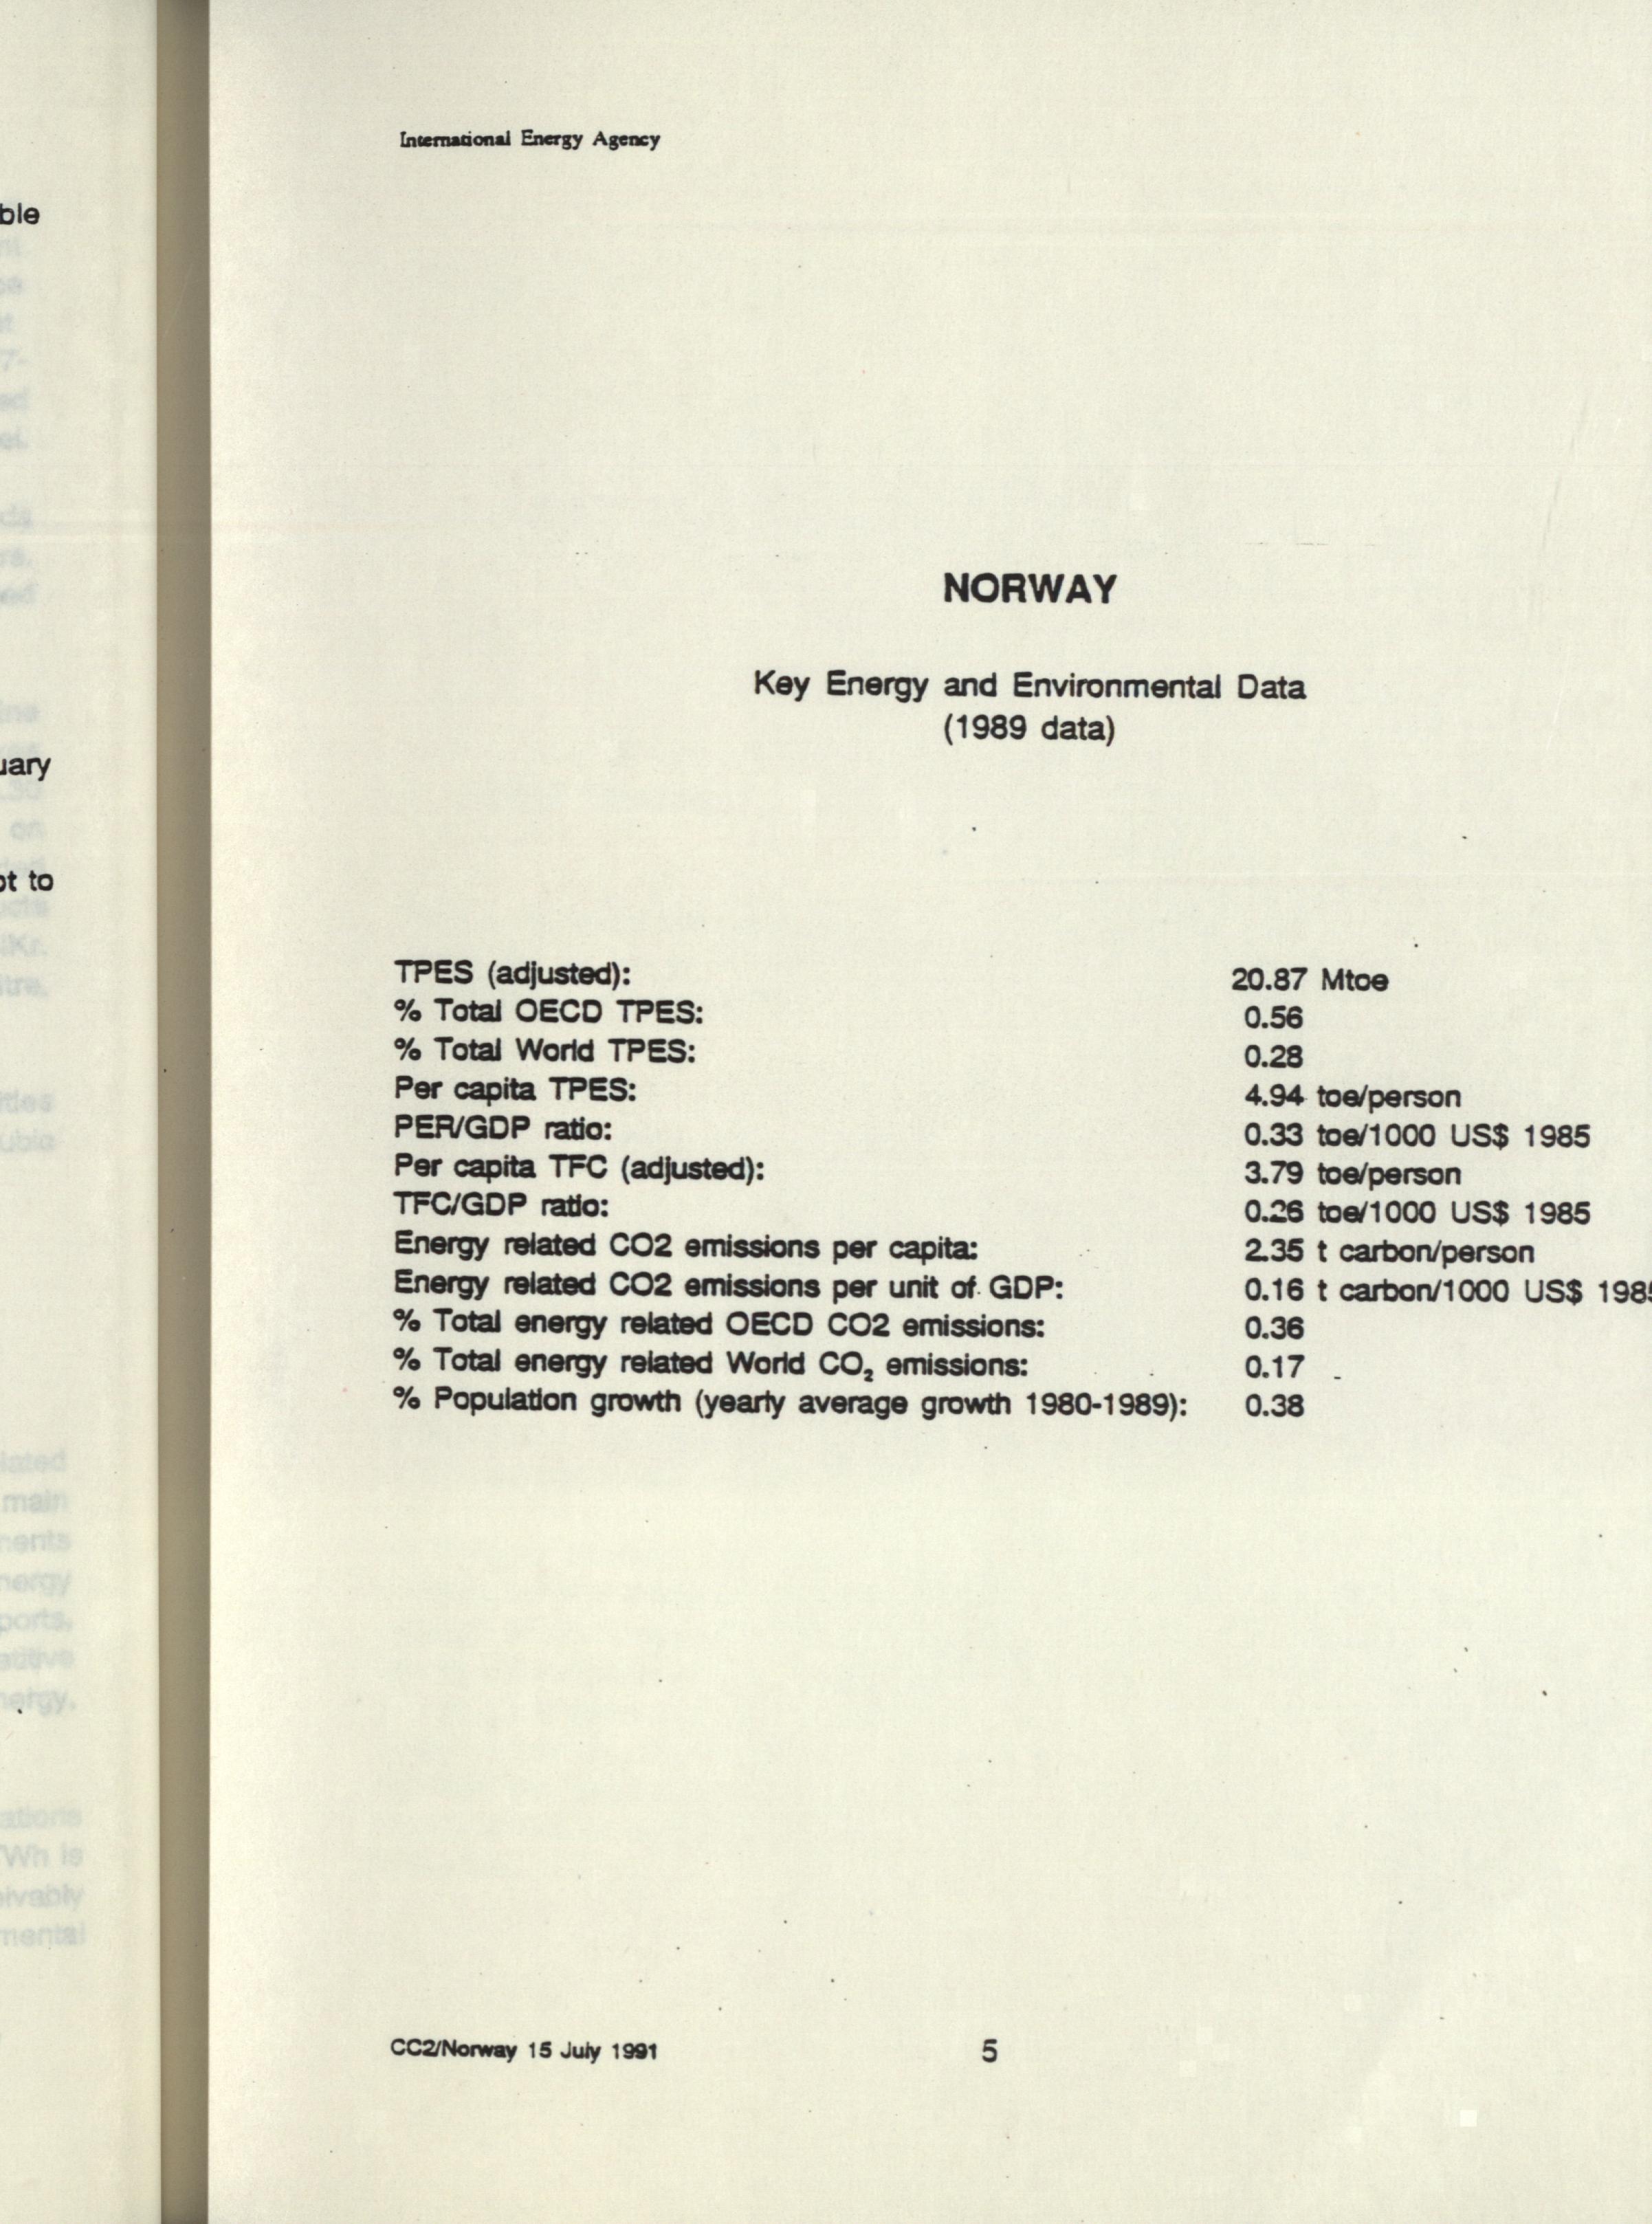 International Energy Agency
NORWAY
Key Energy and Environmental Data
(1989 data)
TPES (adjusted): 20.87 Mtoe
% Total OECD TPES: 0.56
% Total World TPES: 0.28
Per capita TPES: 4.94 toe/person
PER/GDP ratio: 0.33 toe/1000 US$ 1985
Per capita TFC (adjusted): 3.79 toe/person
TFC/GDP ratio: 0.26 toe/1000 US$ 1985
Energy related CO2 emissions per capita: 2.35 t carbon/person
Energy related CO2 emissions per unit of GDP: 0.16 t carbon/1000 US$ 1985
% Total energy related OECD CO2 emissions: 0.36
% Total energy related World CO₂ emissions: 0.17
% Population growth (yearly average growth 1980-1989): 0.38
CC2/Norway 15 July 1991 5